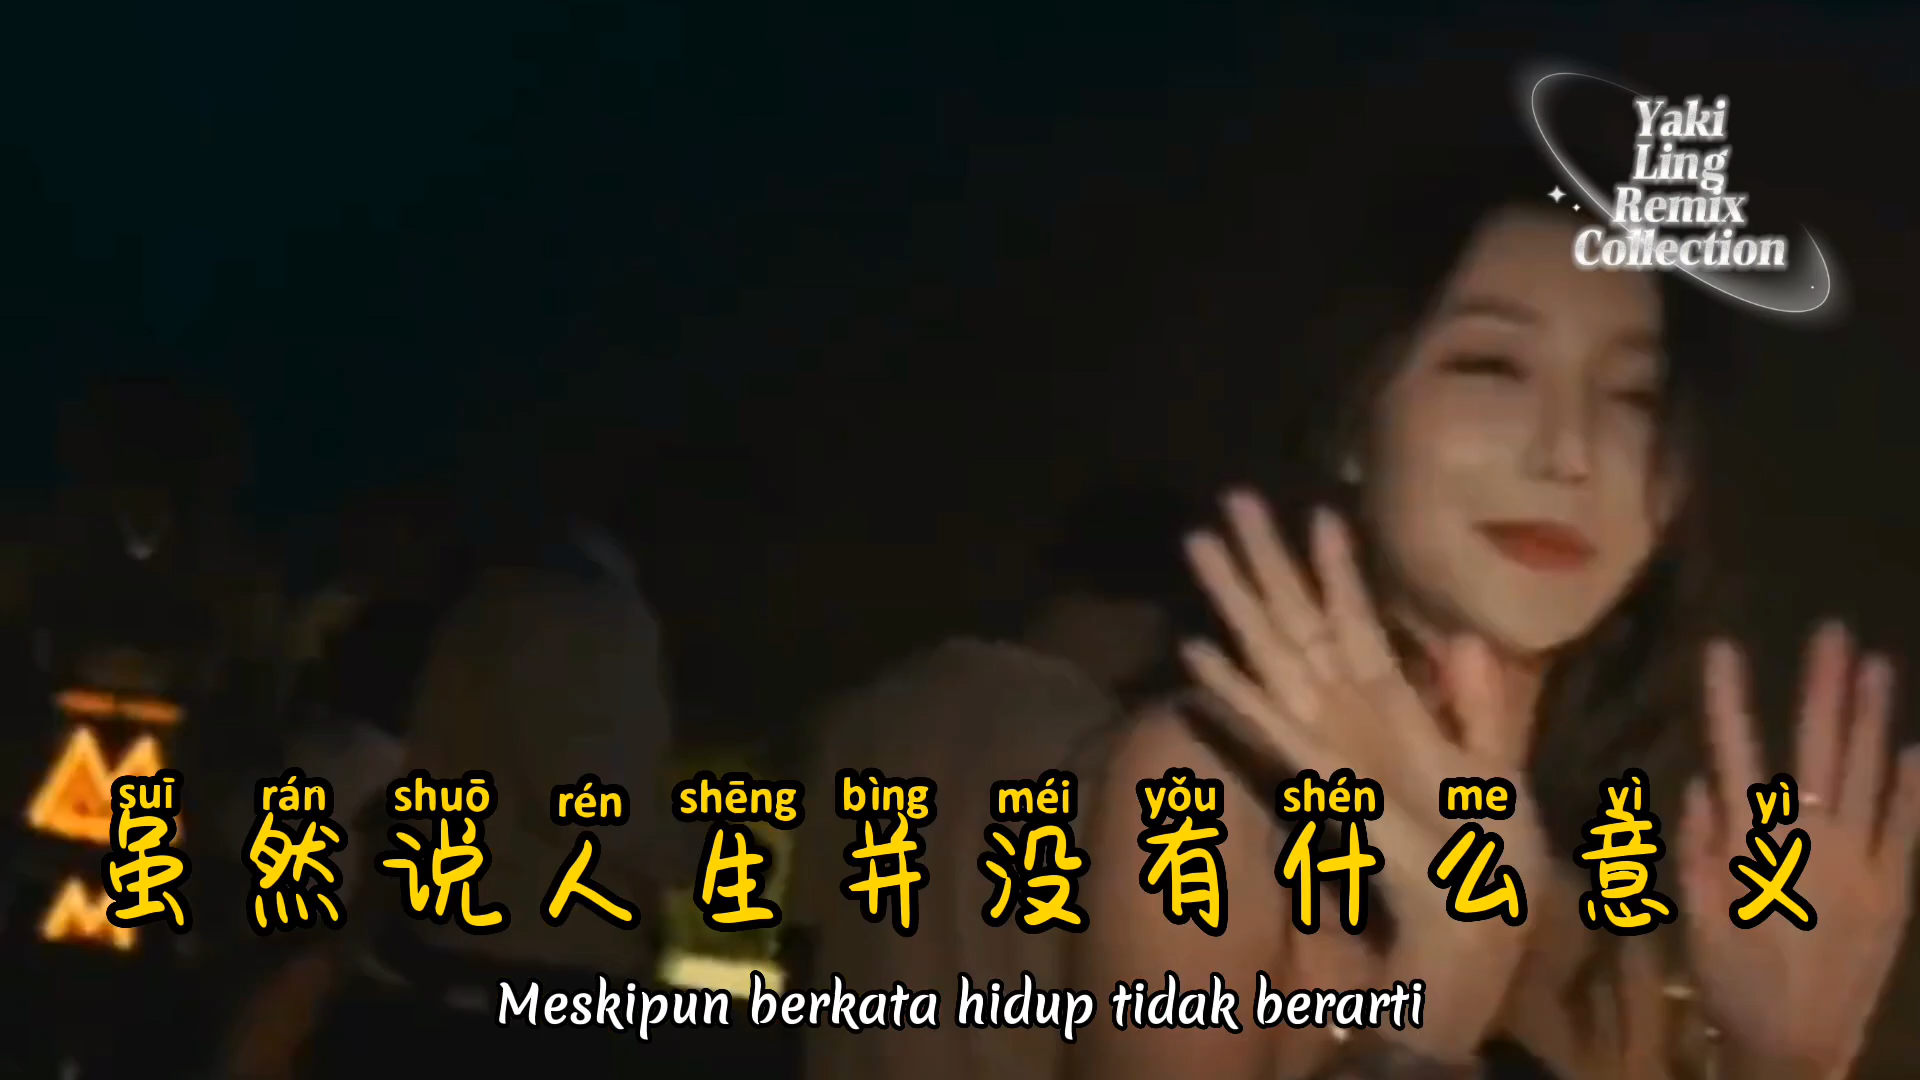 Yaki
Ling
Remix
Collection
suī rán shuō rén shēng bìng méi yǒu shén me yì yì
虽然说人生并没有什么意义
Meskipun berkata hidup tidak berarti